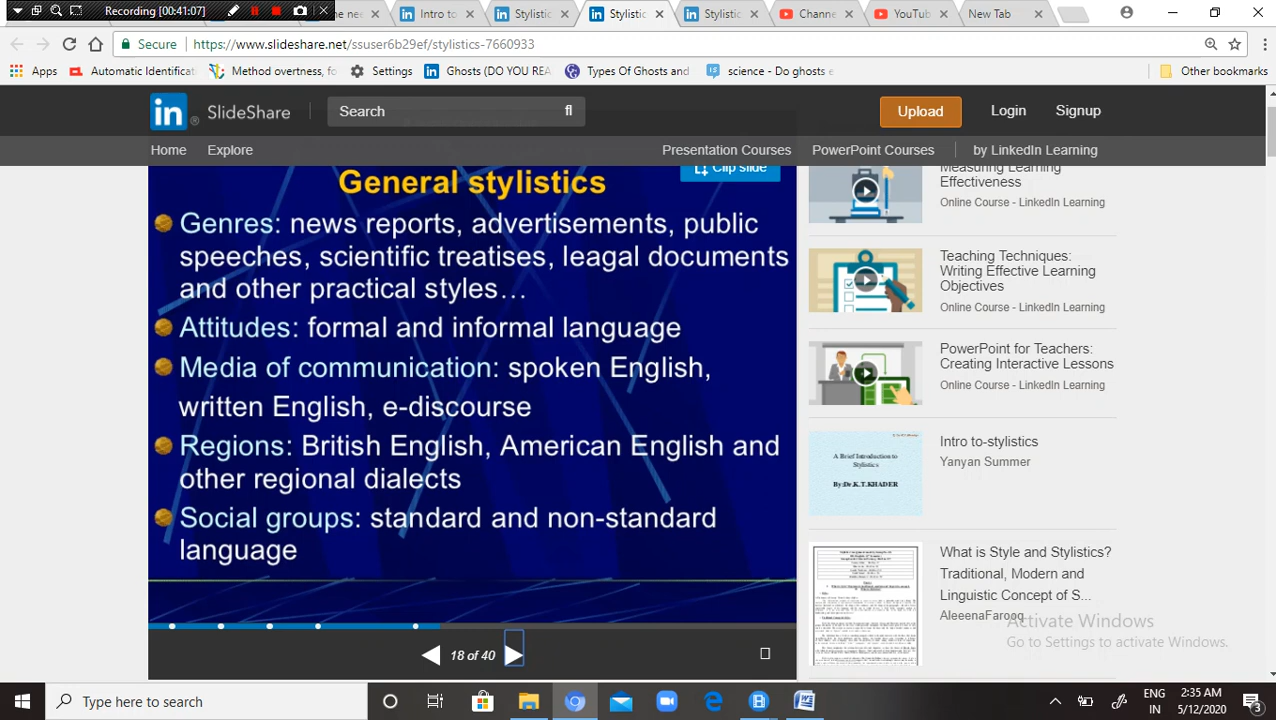 Recording [00:41:07]
ne nee
Intro to
Stylistic
Stylistic
Stylistic
Channe
YouTub
New Tab
Secure
https://www.slideshare.net/ssuser6b29ef/stylistics-7660933
Apps
Automatic Identificat
Method overtness, fo
Settings
Ghosts (DO YOU REA
Types Of Ghosts and
science - Do ghosts e
Other bookmarks
in
SlideShare
Search
Upload
Login
Signup
Home
Explore
Presentation Courses
PowerPoint Courses
by LinkedIn Learning
Clip slide
General stylistics
Genres: news reports, advertisements, public
speeches, scientific treatises, leagal documents
and other practical styles…
Attitudes: formal and informal language
Media of communication: spoken English,
written English, e-discourse
Regions: British English, American English and
other regional dialects
Social groups: standard and non-standard
language
18 of 40
Measuring Learning
Effectiveness
Online Course - LinkedIn Learning
Teaching Techniques:
Writing Effective Learning
Objectives
Online Course - LinkedIn Learning
PowerPoint for Teachers:
Creating Interactive Lessons
Online Course - LinkedIn Learning
A Brief Introduction to
Stylistics
By:Dr.K.T.KHADER
Intro to-stylistics
Yanyan Summer
What is Style and Stylistics?
Traditional, Modern and
Linguistic Concept of S...
AleenaFarooq
Activate Windows
Go to Settings to activate Windows.
Type here to search
ENG
IN
2:35 AM
5/12/2020
3